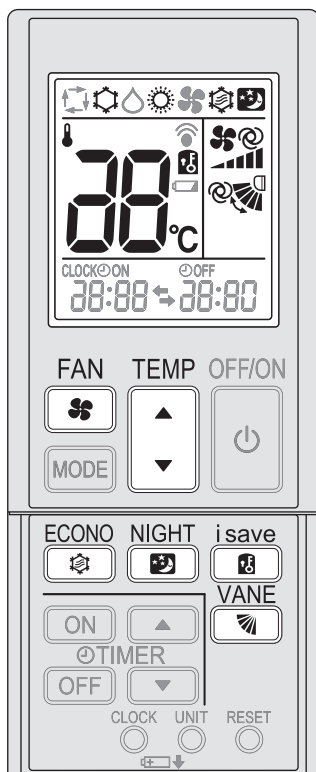 °C
CLOCK ON OFF
88:88 88:80
FAN TEMP OFF/ON
MODE
ECONO NIGHT i save
VANE
ON
TIMER
OFF
CLOCK UNIT RESET